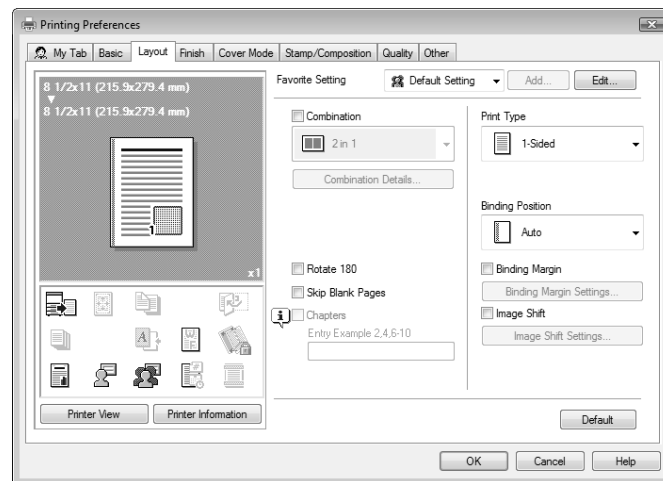 Printing Preferences
My Tab Basic Layout Finish Cover Mode Stamp/Composition Quality Other
8 1/2x11 (215.9x279.4 mm)
8 1/2x11 (215.9x279.4 mm)
1
x1
Printer View Printer Information
Favorite Setting Default Setting Add... Edit...
Combination
2 in 1
Combination Details...
Rotate 180
Skip Blank Pages
Chapters
Entry Example 2,4,6-10
Print Type
1-Sided
Binding Position
Auto
Binding Margin
Binding Margin Settings...
Image Shift
Image Shift Settings...
Default
OK Cancel Help